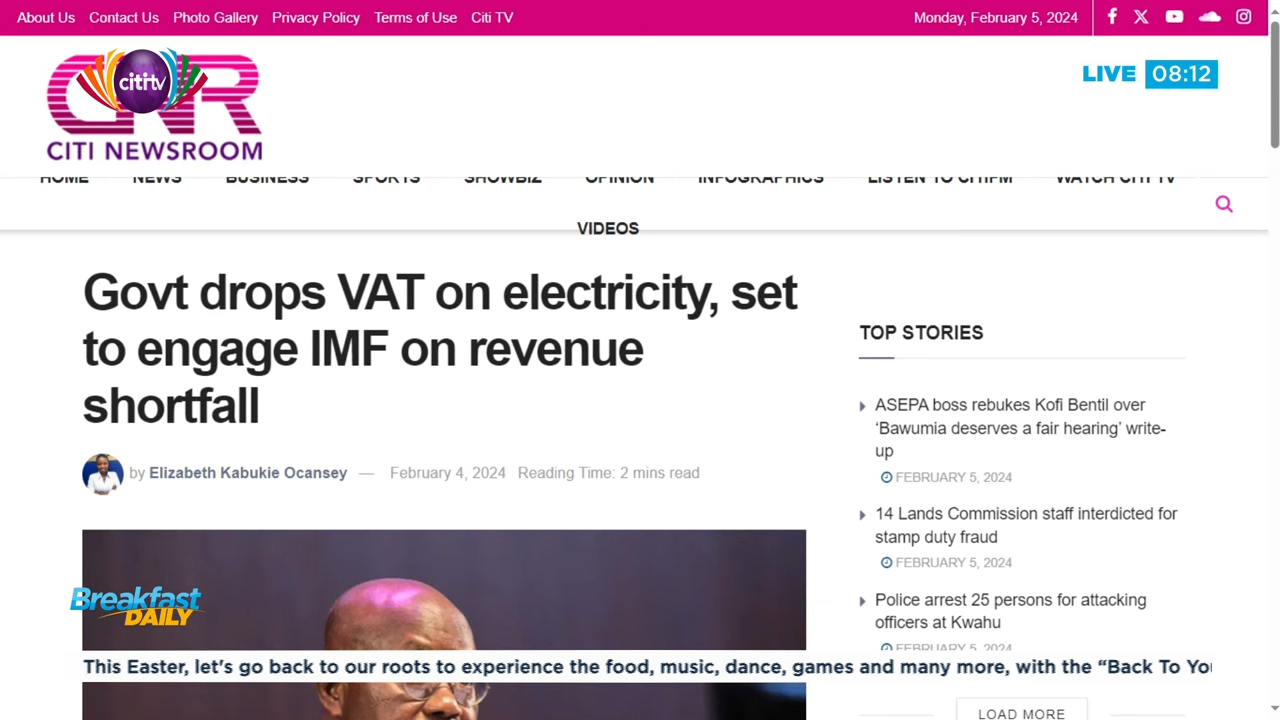 About Us Contact Us Photo Gallery Privacy Policy Terms of Use Citi TV
Monday, February 5, 2024
CNR
citi tv
CITI NEWSROOM
LIVE 08:12
HOME NEWS BUSINESS SPORTS SHOWBIZ OPINION INFOGRAPHICS LISTEN TO CITIFM WATCH CITI TV
VIDEOS
Govt drops VAT on electricity, set
to engage IMF on revenue
shortfall
by Elizabeth Kabukie Ocansey — February 4, 2024 Reading Time: 2 mins read
TOP STORIES
ASEPA boss rebukes Kofi Bentil over
‘Bawumia deserves a fair hearing’ write-
up
FEBRUARY 5, 2024
14 Lands Commission staff interdicted for
stamp duty fraud
FEBRUARY 5, 2024
Police arrest 25 persons for attacking
officers at Kwahu
FEBRUARY 5, 2024
Breakfast
DAILY
This Easter, let's go back to our roots to experience the food, music, dance, games and many more, with the “Back To
LOAD MORE